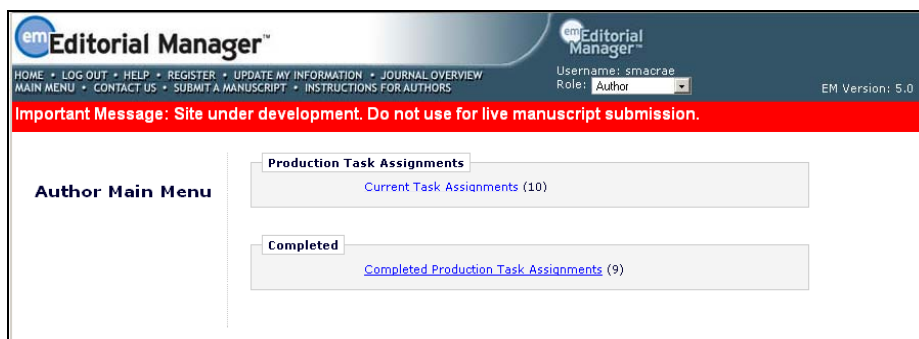 em Editorial Manager™
em Editorial Manager™
HOME • LOG OUT • HELP • REGISTER • UPDATE MY INFORMATION • JOURNAL OVERVIEW
MAIN MENU • CONTACT US • SUBMIT A MANUSCRIPT • INSTRUCTIONS FOR AUTHORS
Username: smacrae
Role: Author
EM Version: 5.0
Important Message: Site under development. Do not use for live manuscript submission.
Author Main Menu
Production Task Assignments
Current Task Assignments (10)
Completed
Completed Production Task Assignments (9)